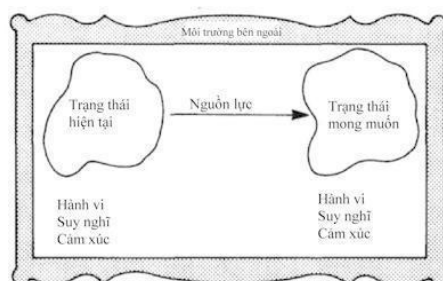 Môi trường bên ngoài
Trạng thái
hiện tại
Nguồn lực
Trạng thái
mong muốn
Hành vi
Suy nghĩ
Cảm xúc
Hành vi
Suy nghĩ
Cảm xúc